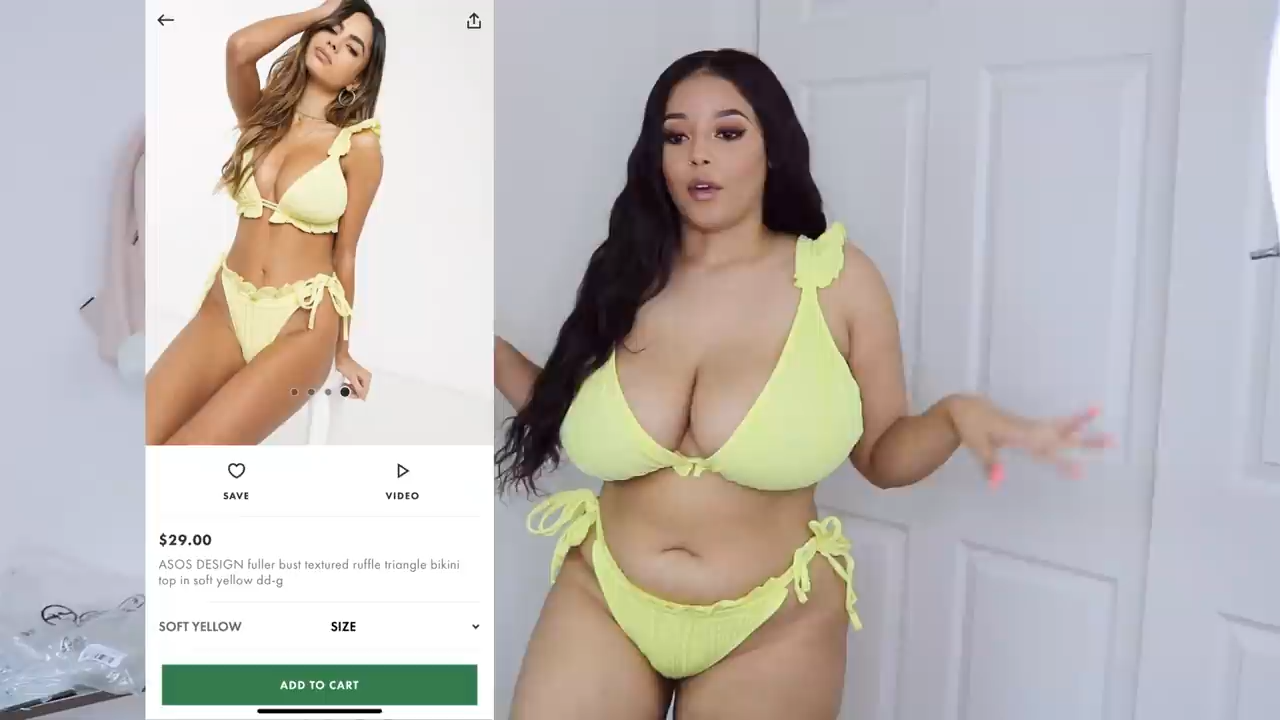 SAVE
VIDEO
$29.00
ASOS DESIGN fuller bust textured ruffle triangle bikini
top in soft yellow dd-g
SOFT YELLOW
SIZE
ADD TO CART